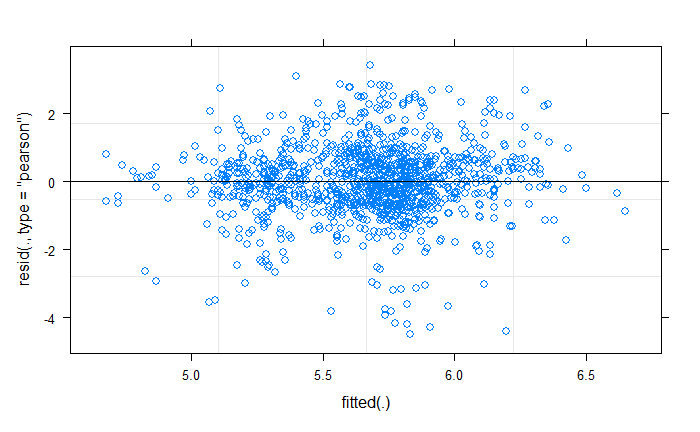 resid(., type = "pearson")
2
0
-2
-4
5.0 5.5 6.0 6.5
fitted(.)